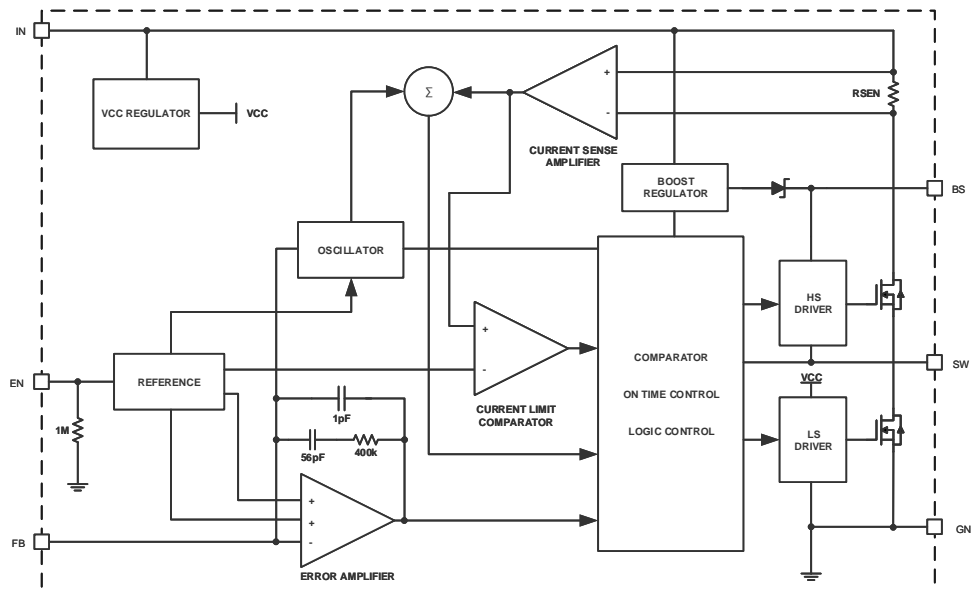 IN
VCC REGULATOR
VCC
Σ
+
-
CURRENT SENSE
AMPLIFIER
RSEN
BOOST
REGULATOR
BS
OSCILLATOR
HS
DRIVER
+
-
CURRENT LIMIT
COMPARATOR
COMPARATOR
ON TIME CONTROL
LOGIC CONTROL
SW
VCC
EN
REFERENCE
1M
1pF
56pF
400k
LS
DRIVER
+
+
-
ERROR AMPLIFIER
FB
GN